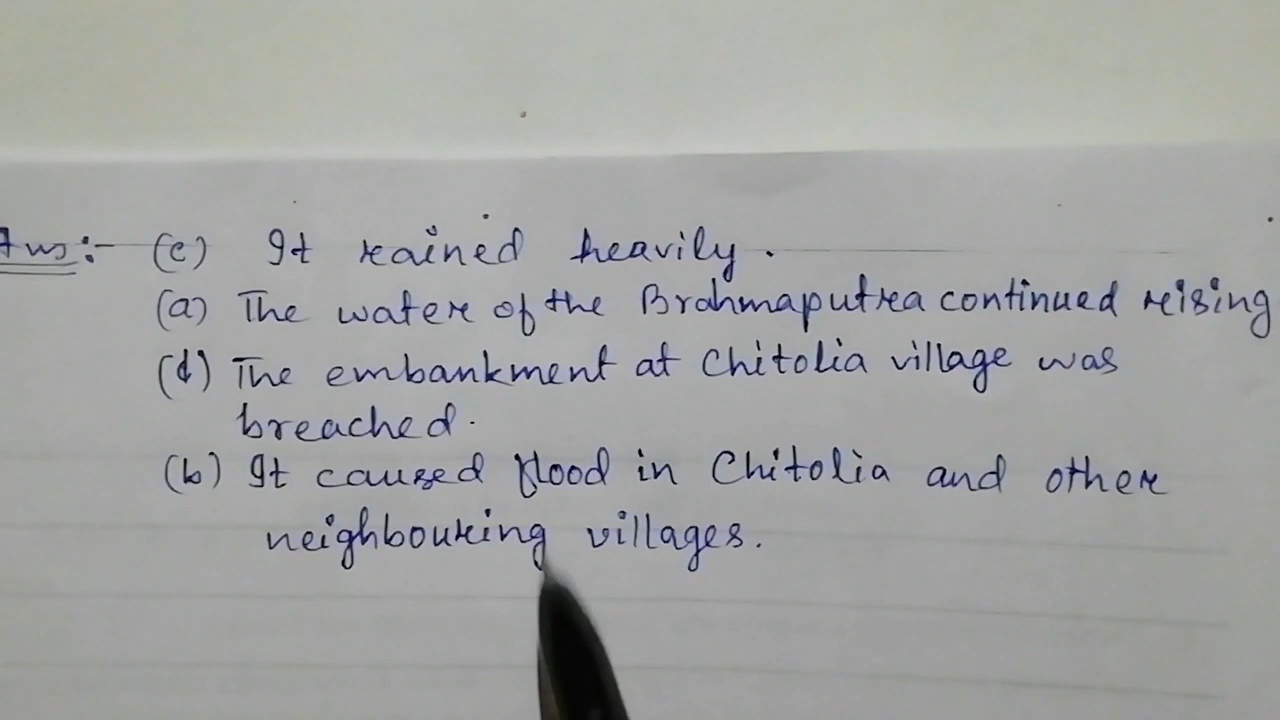 Ans:- (c) It rained heavily.
(a) The water of the Brahmaputra continued rising
(d) The embankment at Chitolia village was
breached.
(b) It caused flood in Chitolia and other
neighbouring villages.